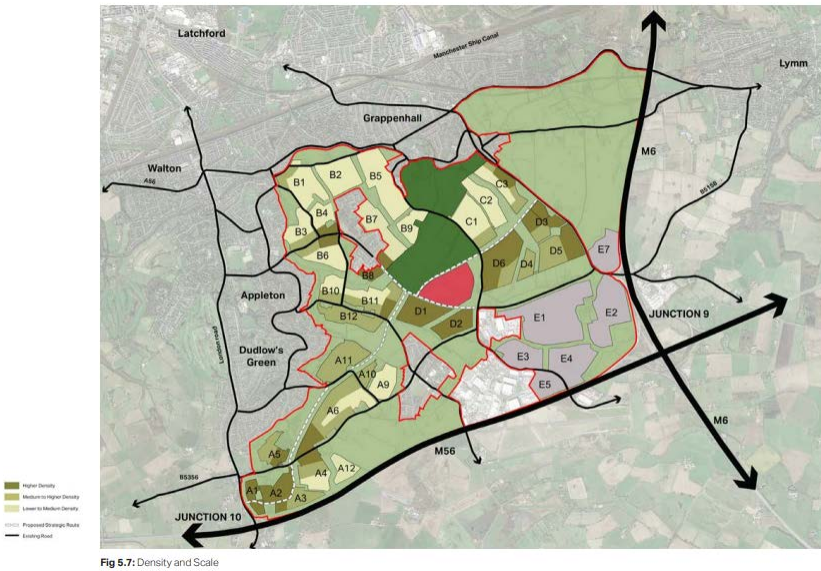 Latchford
Manchester Ship Canal
Lymm
Grappenhall
Walton
A56
M6
B5158
B1
B2
B5
C3
B4
B7
C2
B3
B9
C1
D3
B6
D5
E7
D6
D4
B8
Appleton
B10
B11
B12
D1
D2
E1
E2
JUNCTION 9
London road
Dudlow's
Green
A11
A10
A9
E3
E4
E5
A6
M6
M56
A5
A4
A12
B5356
A1
A2
A3
JUNCTION 10
Higher Density
Medium to Higher Density
Lower to Medium Density
Proposed Strategic Route
Existing Road
Fig 5.7: Density and Scale